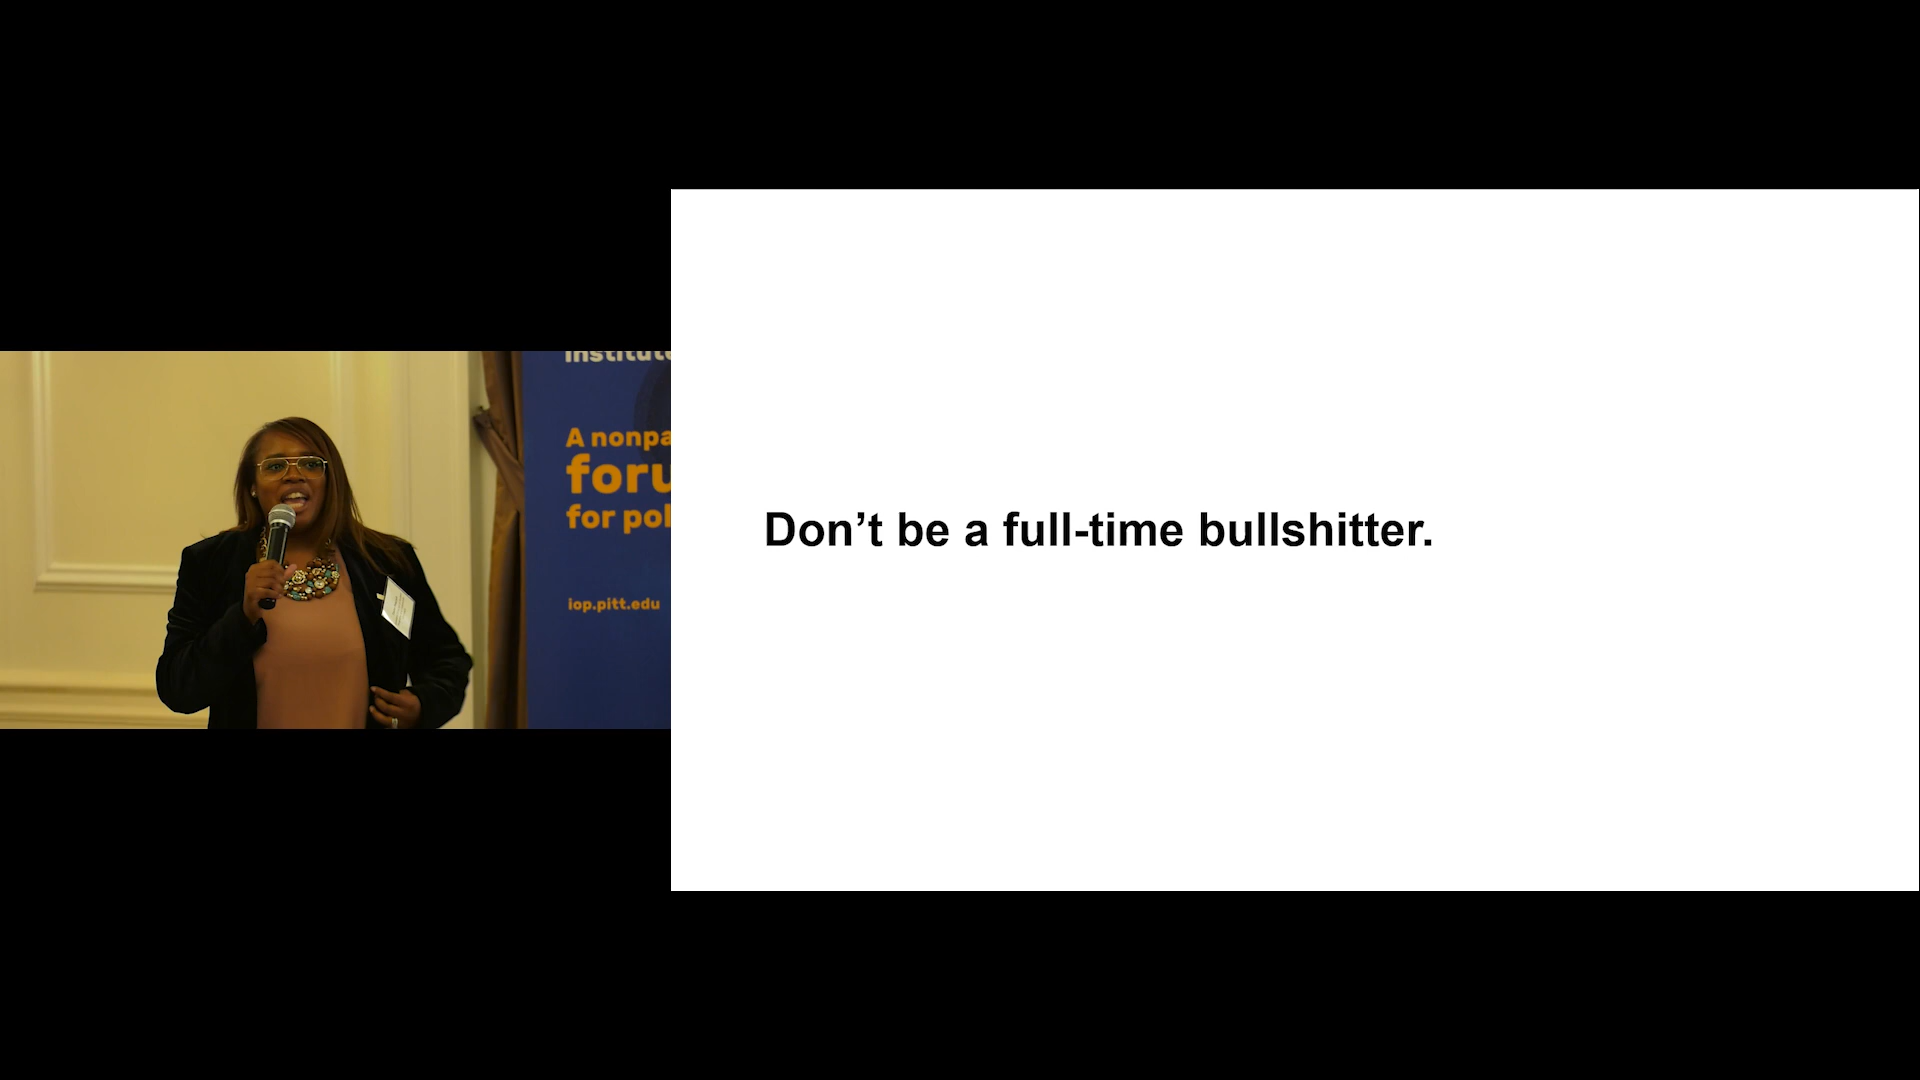 Institute
A nonpa
foru
for pol
iop.pitt.edu
Don’t be a full-time bullshitter.